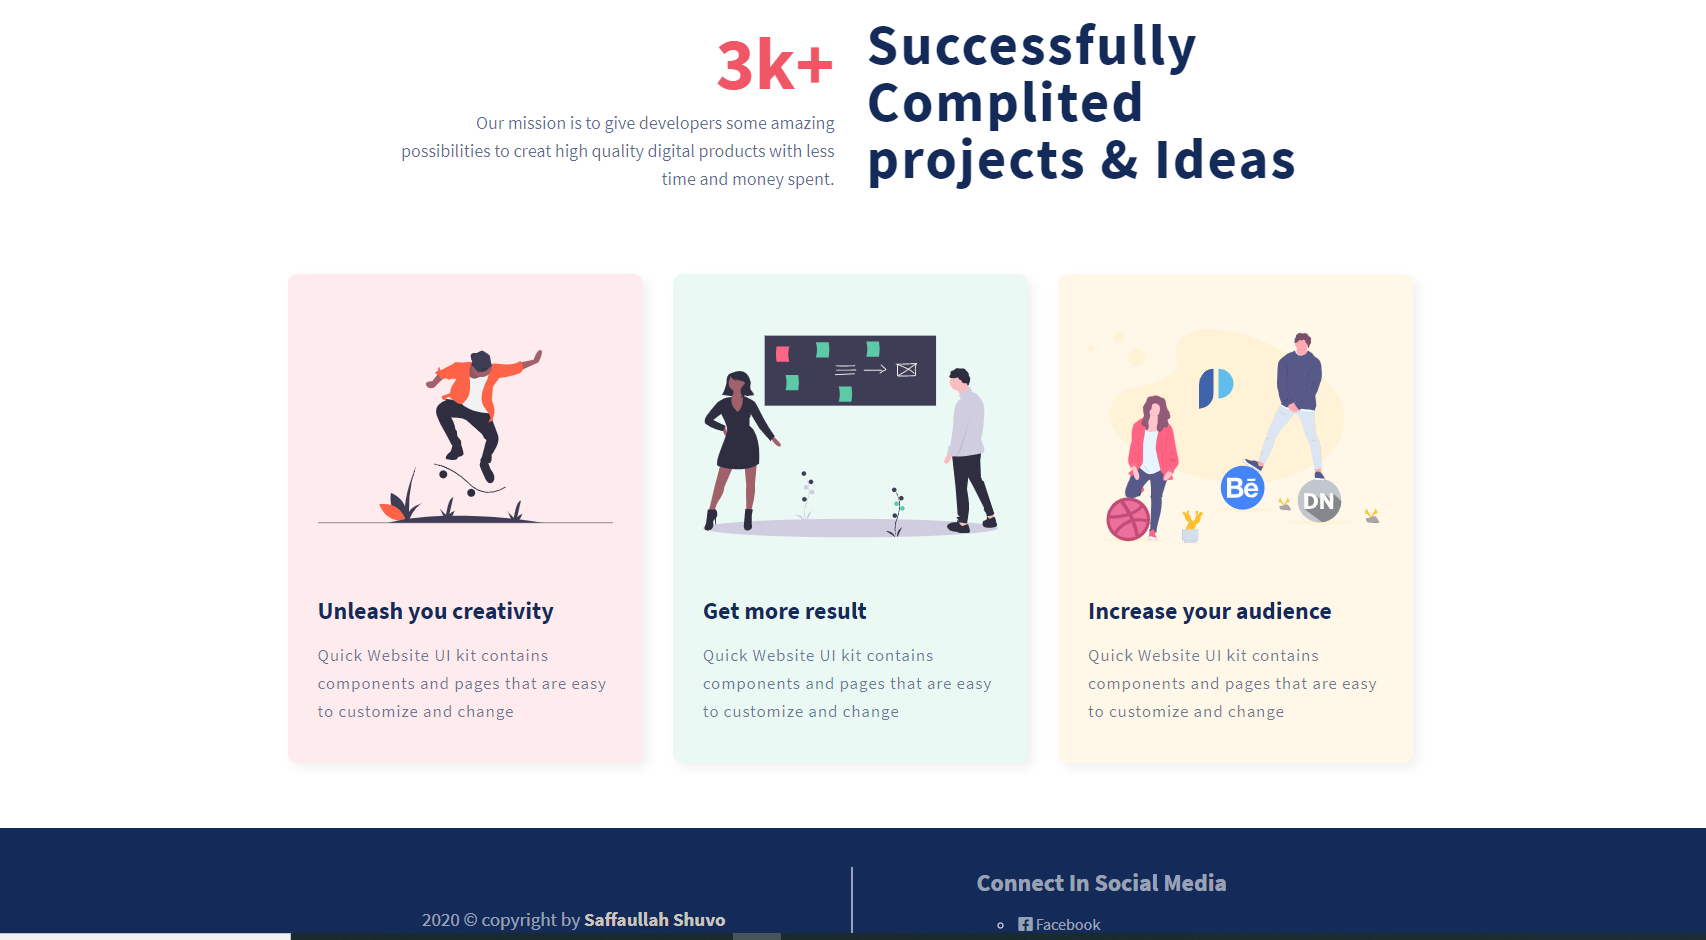 3k+
Our mission is to give developers some amazing
possibilities to creat high quality digital products with less
time and money spent.
Successfully
Complited
projects & Ideas
Bē
DN
Unleash you creativity
Quick Website UI kit contains
components and pages that are easy
to customize and change
Get more result
Quick Website UI kit contains
components and pages that are easy
to customize and change
Increase your audience
Quick Website UI kit contains
components and pages that are easy
to customize and change
2020 © copyright by Saffaullah Shuvo
Connect In Social Media
Facebook